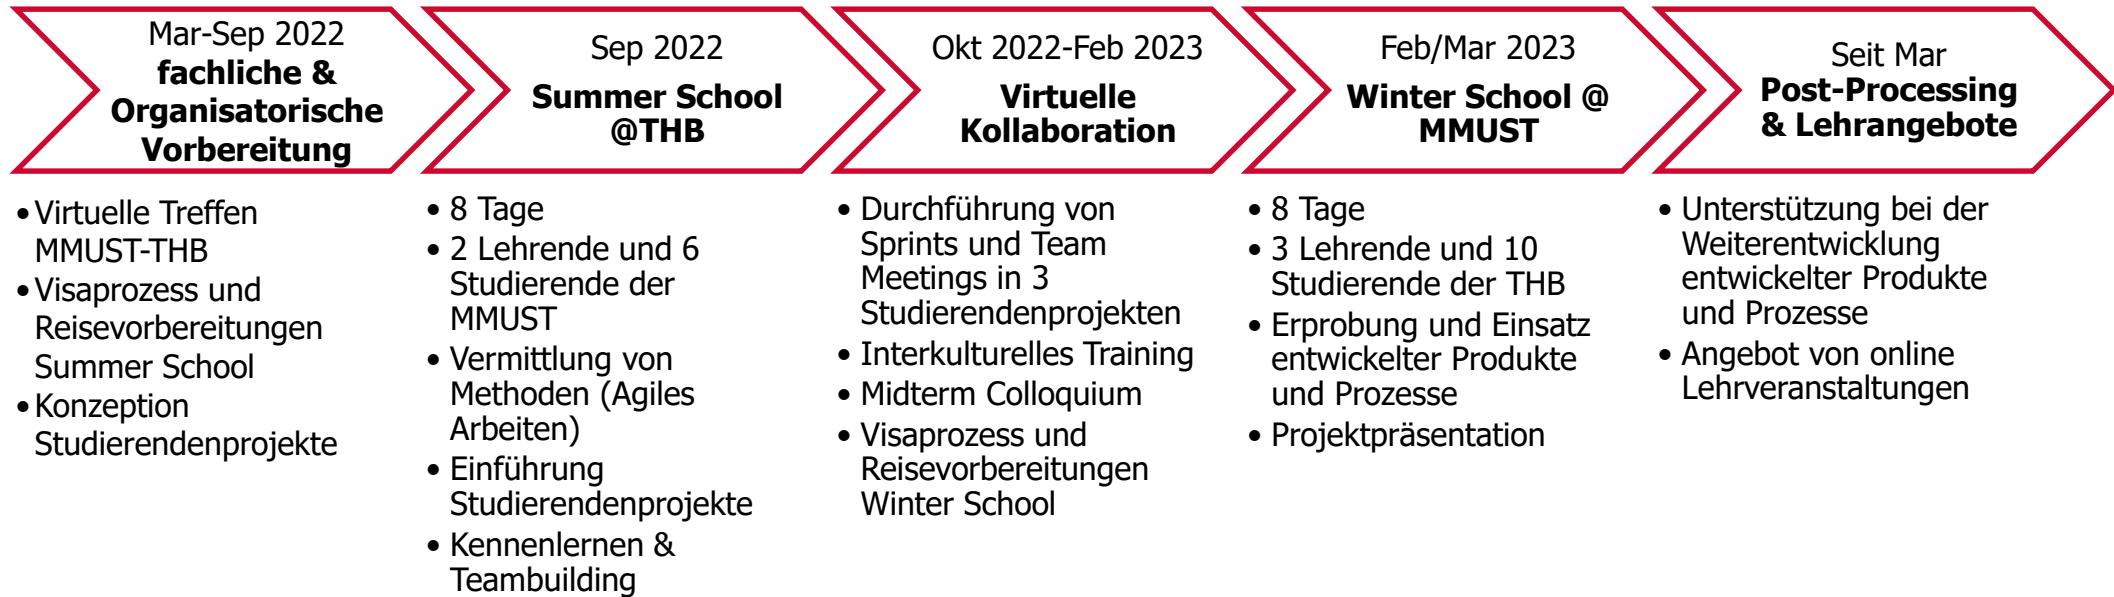 Mar-Sep 2022
fachliche &
Organisatorische
Vorbereitung
•Virtuelle Treffen
MMUST-THB
•Visaprozess und
Reisevorbereitungen
Summer School
•Konzeption
Studierendenprojekte
Sep 2022
Summer School
@THB
• 8 Tage
• 2 Lehrende und 6
Studierende der
MMUST
• Vermittlung von
Methoden (Agiles
Arbeiten)
• Einführung
Studierendenprojekte
• Kennenlernen &
Teambuilding
Okt 2022-Feb 2023
Virtuelle
Kollaboration
• Durchführung von
Sprints und Team
Meetings in 3
Studierendenprojekten
• Interkulturelles Training
• Midterm Colloquium
• Visaprozess und
Reisevorbereitungen
Winter School
Feb/Mar 2023
Winter School @
MMUST
• 8 Tage
• 3 Lehrende und 10
Studierende der THB
• Erprobung und Einsatz
entwickelter Produkte
und Prozesse
• Projektpräsentation
Seit Mar
Post-Processing
& Lehrangebote
• Unterstützung bei der
Weiterentwicklung
entwickelter Produkte
und Prozesse
• Angebot von online
Lehrveranstaltungen